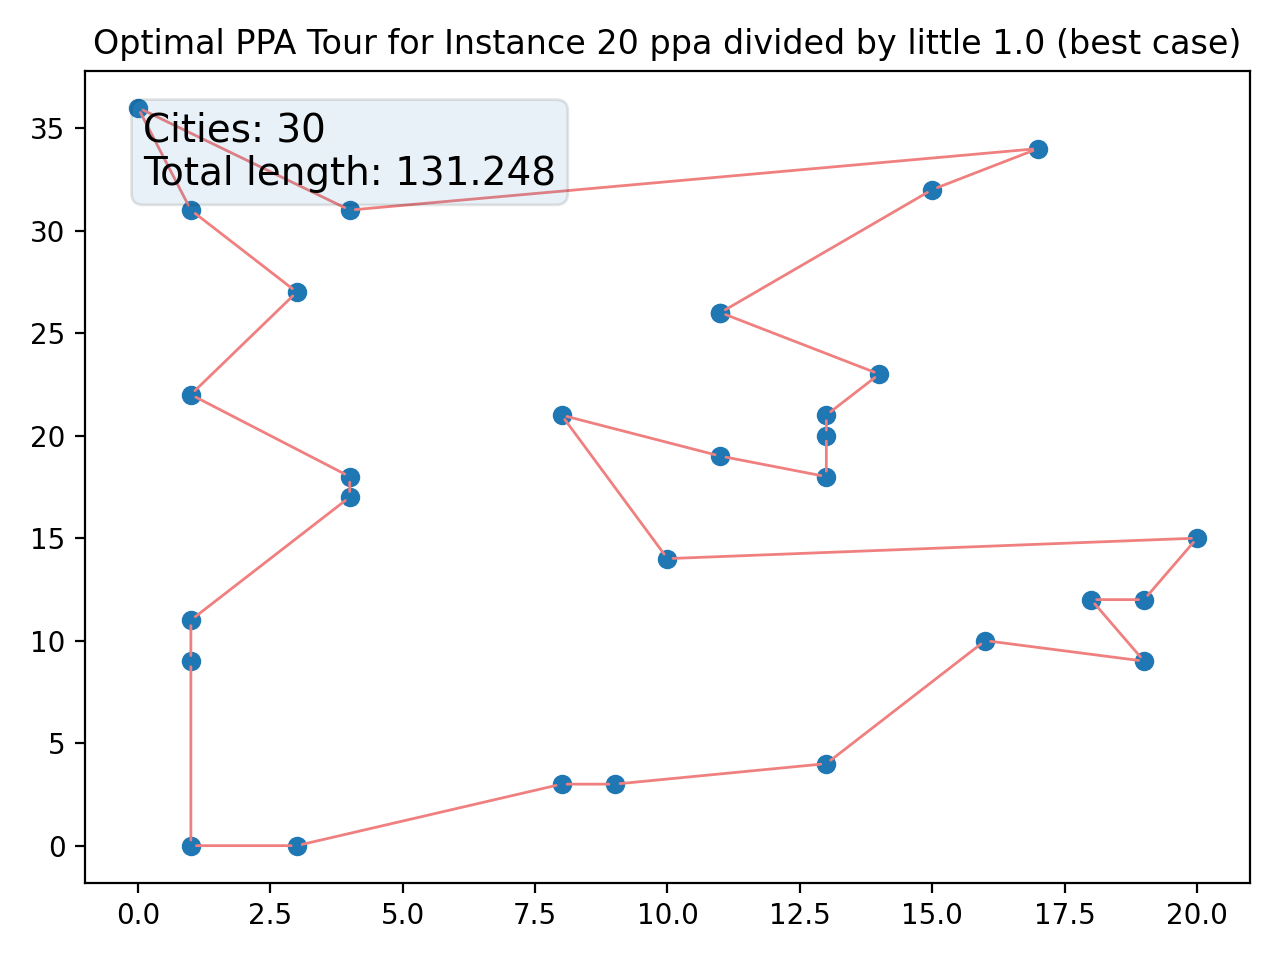 Optimal PPA Tour for Instance 20 ppa divided by little 1.0 (best case)
Cities: 30
Total length: 131.248
35
30
25
20
15
10
5
0
0.0 2.5 5.0 7.5 10.0 12.5 15.0 17.5 20.0